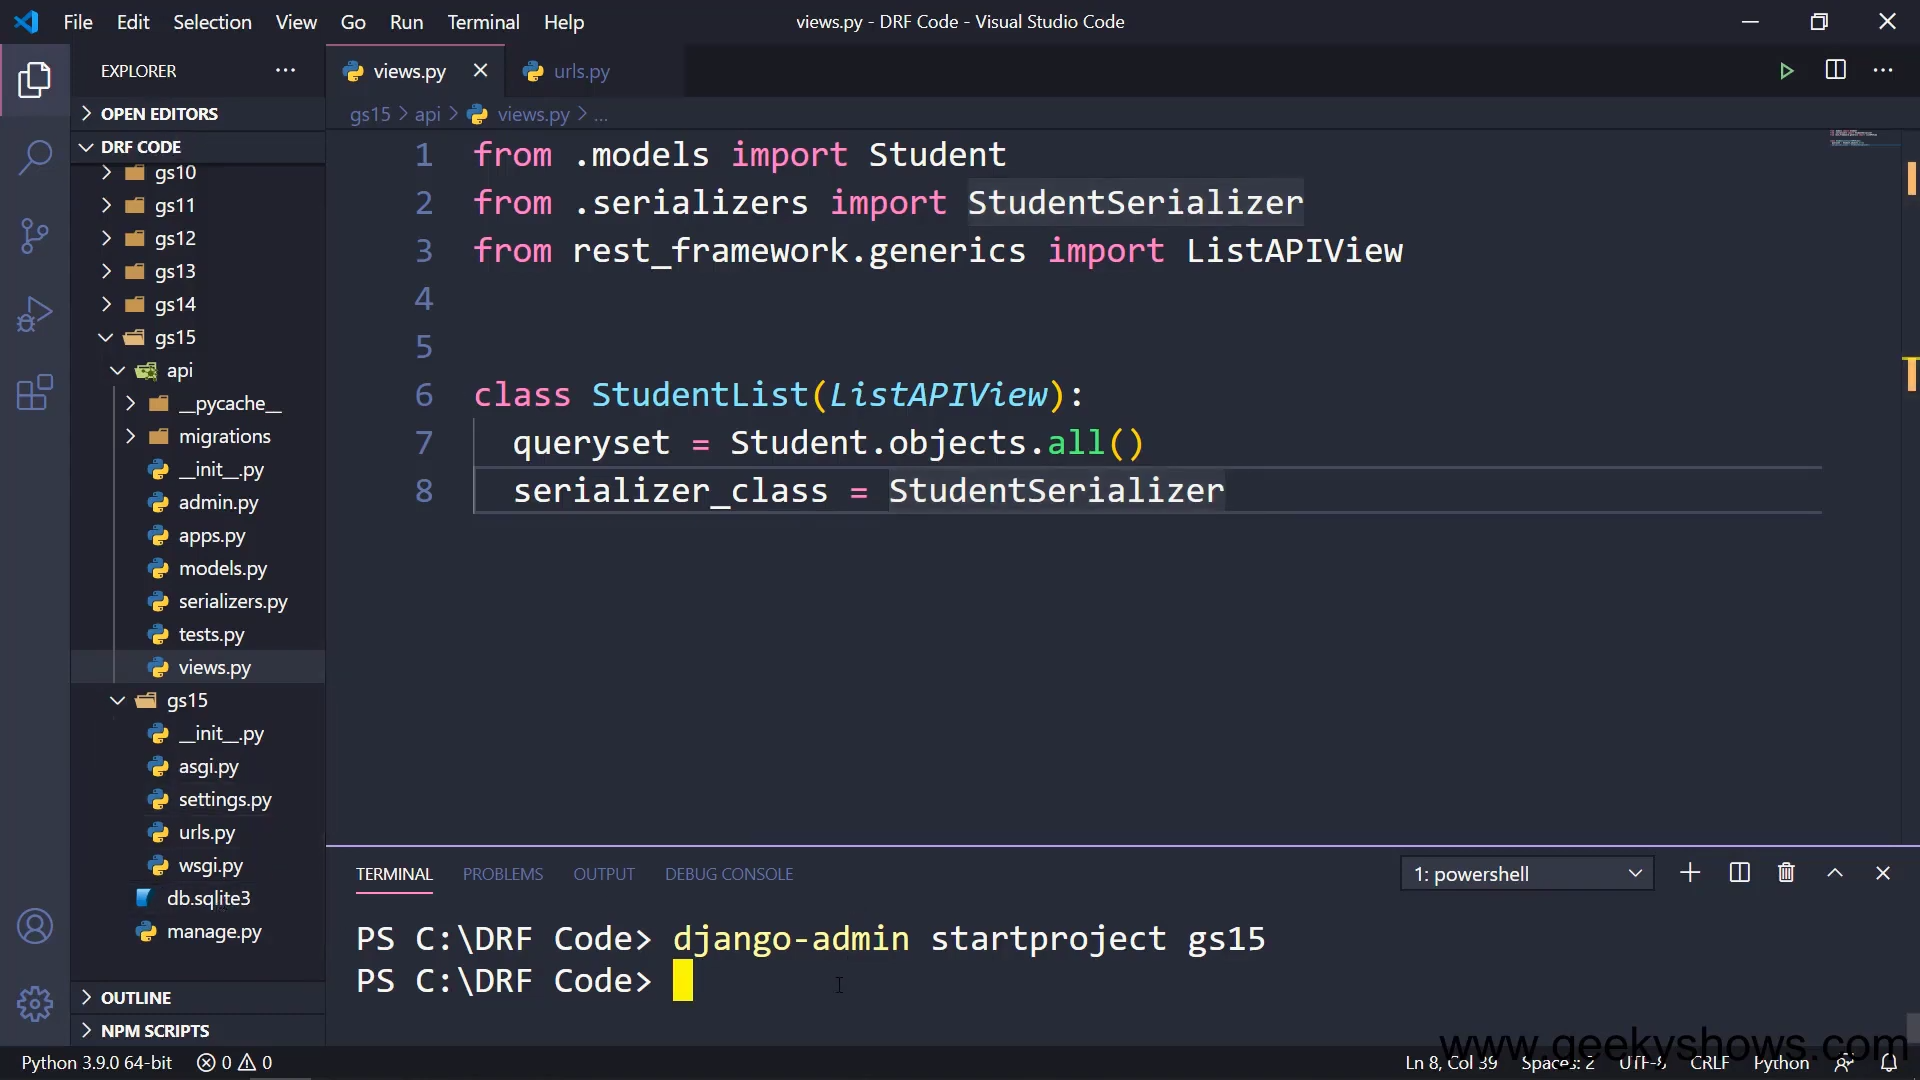 File Edit Selection View Go Run Terminal Help
views.py - DRF Code - Visual Studio Code
EXPLORER
OPEN EDITORS
DRF CODE
gs10
gs11
gs12
gs13
gs14
gs15
api
__pycache__
migrations
__init__.py
admin.py
apps.py
models.py
serializers.py
tests.py
views.py
gs15
__init__.py
asgi.py
settings.py
urls.py
wsgi.py
db.sqlite3
manage.py
OUTLINE
NPM SCRIPTS
views.py urls.py
gs15 > api > views.py > ...
1 from .models import Student
2 from .serializers import StudentSerializer
3 from rest_framework.generics import ListAPIView
4
5
6 class StudentList(ListAPIView):
7 queryset = Student.objects.all()
8 serializer_class = StudentSerializer
TERMINAL PROBLEMS OUTPUT DEBUG CONSOLE
1: powershell
PS C:\DRF Code> django-admin startproject gs15
PS C:\DRF Code>
www.geekyshows.com
Python 3.9.0 64-bit 0 0
Ln 8, Col 39 Spaces: 2 UTF-8 CRLF Python